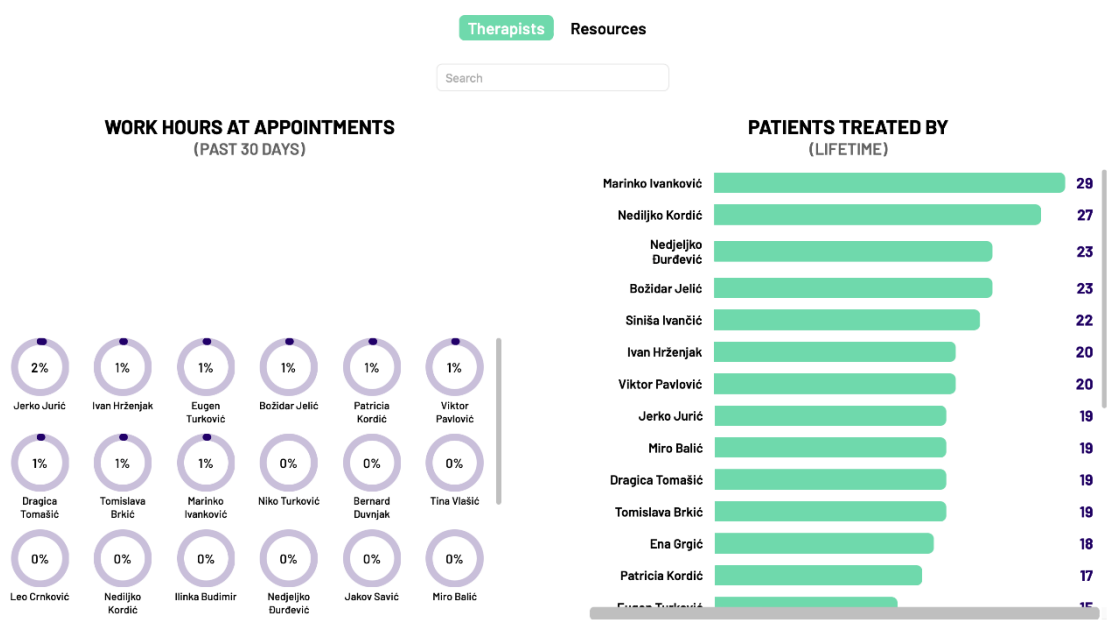 Therapists Resources
Search
WORK HOURS AT APPOINTMENTS
(PAST 30 DAYS)
2% 1% 1% 1% 1% 1%
Jerko Jurić Ivan Hrženjak Eugen Turković Božidar Jelić Patricia Kordić Viktor Pavlović
1% 1% 1% 0% 0% 0%
Dragica Tomašić Tomislava Brkić Marinko Ivanković Niko Turković Bernard Duvnjak Tina Vlašić
0% 0% 0% 0% 0% 0%
Leo Crnković Nediljko Kordić Ilinka Budimir Nedjeljko Đurđević Jakov Savić Miro Balić
PATIENTS TREATED BY
(LIFETIME)
Marinko Ivanković 29
Nediljko Kordić 27
Nedjeljko
Đurđević 23
Božidar Jelić 23
Siniša Ivančić 22
Ivan Hrženjak 20
Viktor Pavlović 20
Jerko Jurić 19
Miro Balić 19
Dragica Tomašić 19
Tomislava Brkić 19
Ena Grgić 18
Patricia Kordić 17
Eugen Turković 15